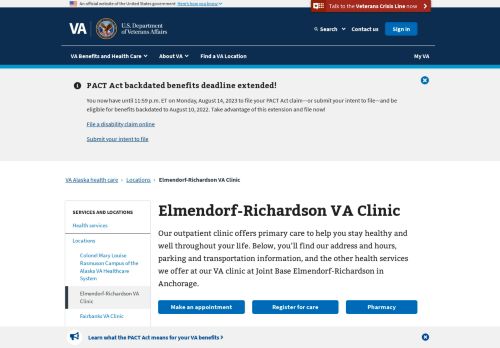 An official website of the United States government Here's how you know
Talk to the Veterans Crisis Line now
VA
U.S. Department
of Veterans Affairs
Search
Contact us
Sign in
VA Benefits and Health Care
About VA
Find a VA Location
My VA
PACT Act backdated benefits deadline extended!
You now have until 11:59 p.m. ET on Monday, August 14, 2023 to file your PACT Act claim—or submit your intent to file—and
be eligible for benefits backdated to August 10, 2022. Take advantage of this extension and file now!
File a disability claim online
Submit your intent to file
VA Alaska health care › Locations › Elmendorf-Richardson VA Clinic
SERVICES AND LOCATIONS
Health services
Locations
Colonel Mary Louise
Rasmuson Campus of the
Alaska VA Healthcare
System
Elmendorf-Richardson VA
Clinic
Fairbanks VA Clinic
Elmendorf-Richardson VA Clinic
Our outpatient clinic offers primary care to help you stay healthy and
well throughout your life. Below, you'll find our address and hours,
parking and transportation information, and the other health services
we offer at our VA clinic at Joint Base Elmendorf-Richardson in
Anchorage.
Make an appointment
Register for care
Pharmacy
Learn what the PACT Act means for your VA benefits